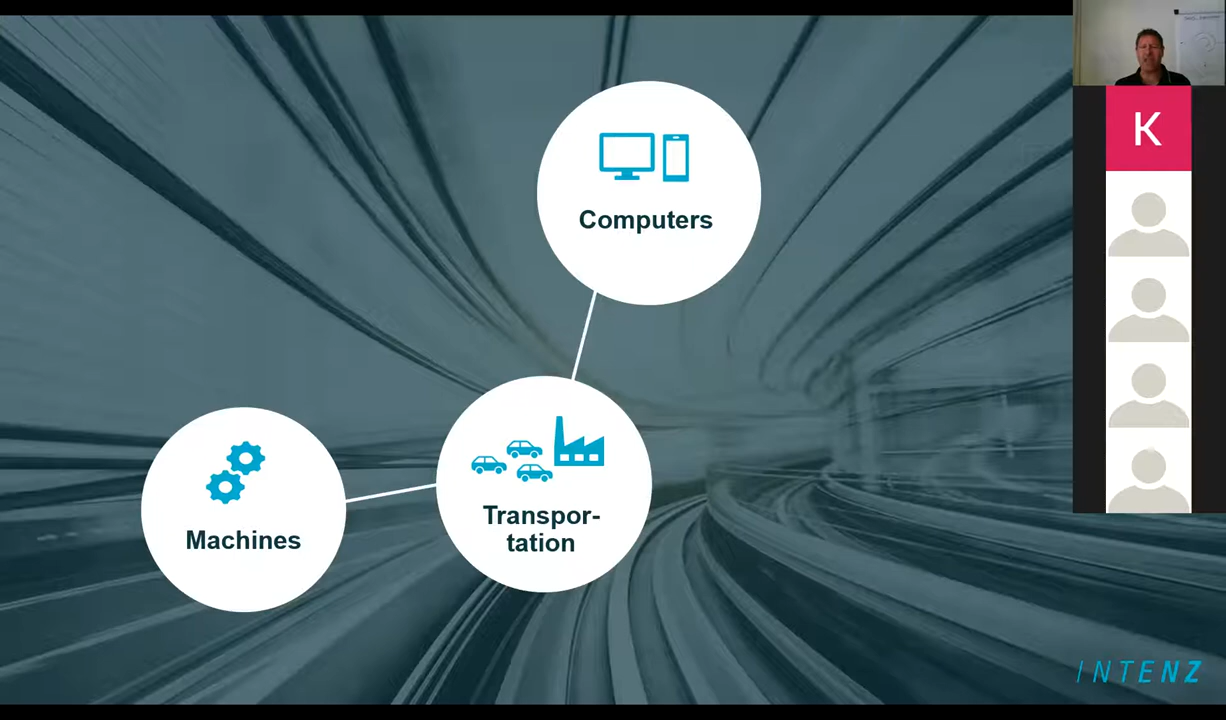 Computers
K
Transpor-
tation
Machines
INTENZ